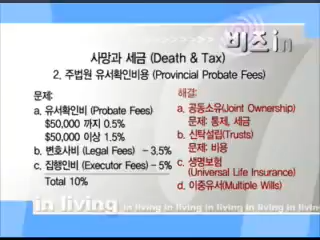 비즈in
사망과 세금 (Death & Tax)
2. 주법원 유서확인비용 (Provincial Probate Fees)
문제:
a. 유서확인비 (Probate Fees)
$50,000 까지 0.5%
$50,000 이상 1.5%
b. 변호사비 (Legal Fees) - 3.5%
c. 집행인비 (Executor Fees) - 5%
Total 10%
해결:
a. 공동소유(Joint Ownership)
문제: 통제, 세금
b. 신탁설립(Trusts)
문제: 비용
c. 생명보험
(Universal Life Insurance)
d. 이중유서(Multiple Wills)
in living in living in living in living in living in living